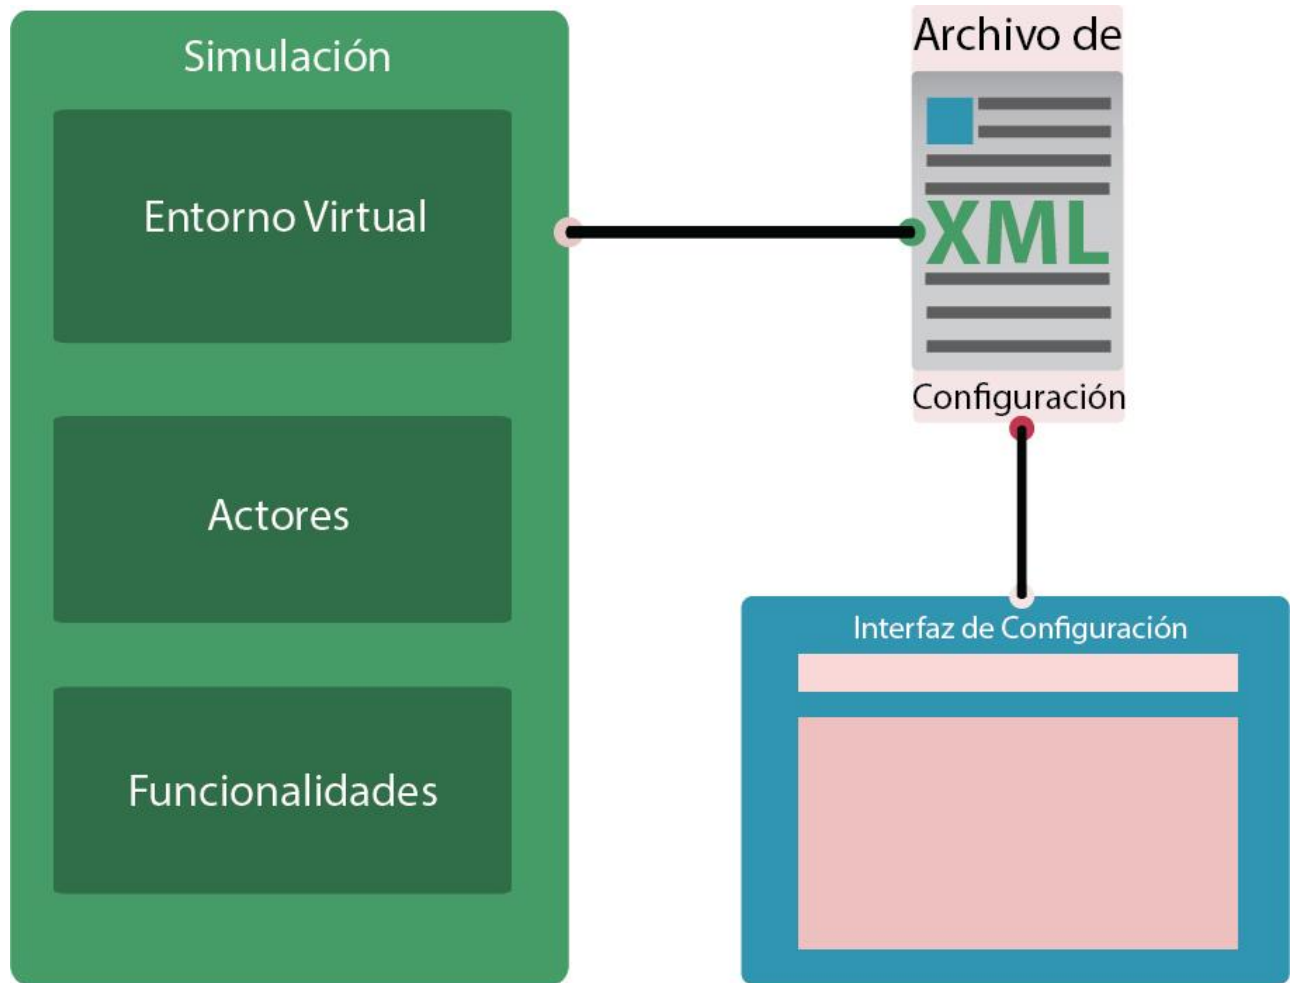 Simulación
Entorno Virtual
Actores
Funcionalidades
Archivo de
XML
Configuración
Interfaz de Configuración